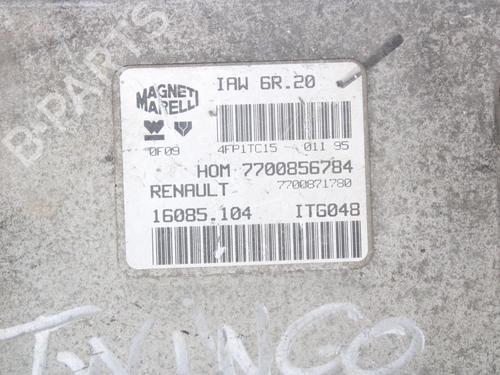 B-PARTS
MAGNETI MARELLI
IAW 6R.20
0F09 4FP1TC15 011 95
HOM 7700856784
RENAULT 7700871780
16085.104 ITG048
TWINGO